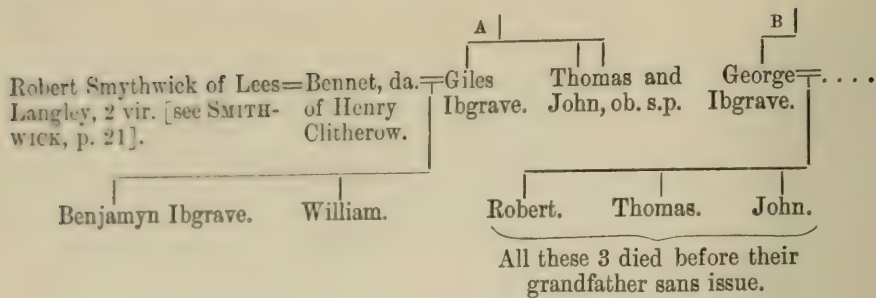 A B
Robert Smythwick of Lees=Bennet, da.=Giles Thomas and George=. . . .
Langley, 2 vir. [see SMITH- of Henry Ibgrave. John, ob. s.p. Ibgrave.
WICK, p. 21]. Clitherow.
Benjamyn Ibgrave. William. Robert. Thomas. John.
All these 3 died before their
grandfather sans issue.